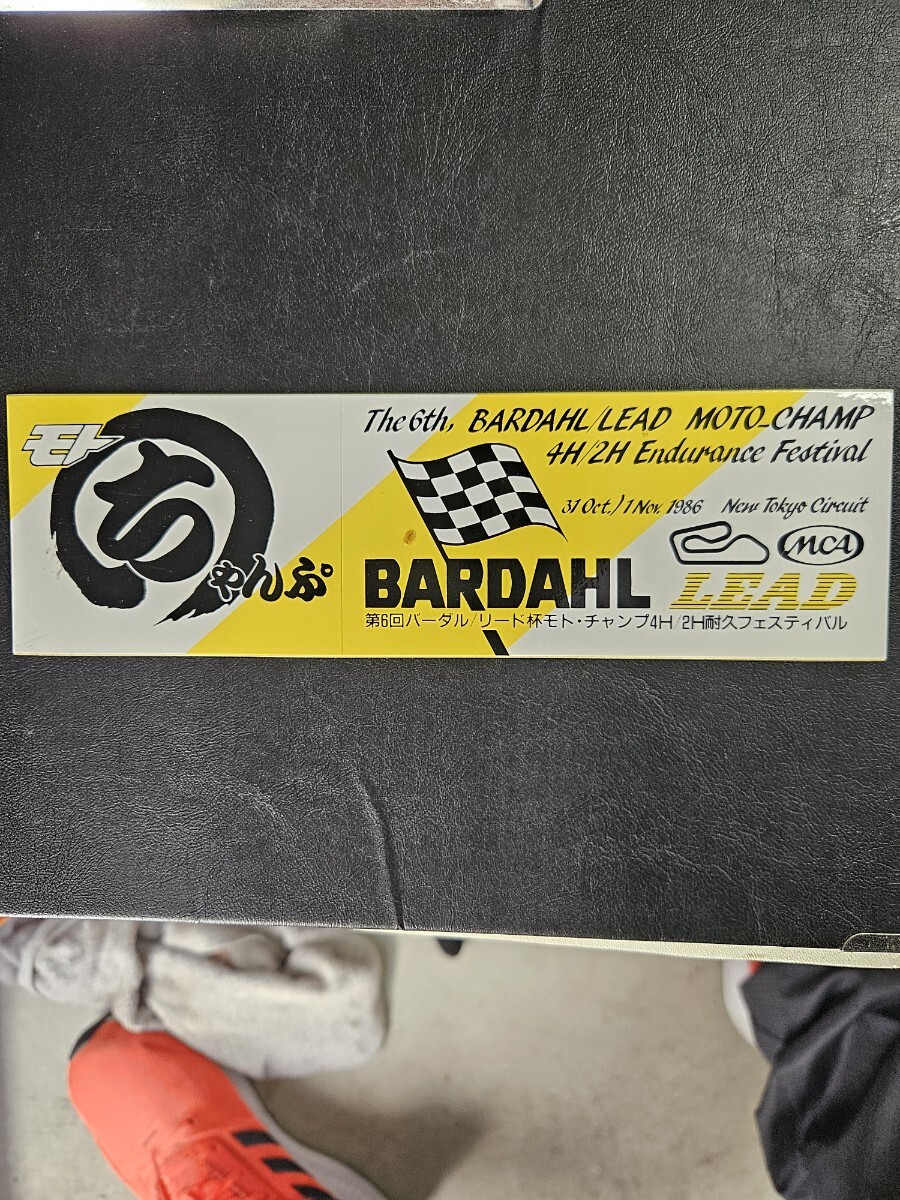 モト
ちゃんぷ
The 6th, BARDAHL/LEAD MOTO-CHAMP
4H/2H Endurance Festival
31 Oct./1 Nov. 1986 New Tokyo Circuit
MCA
BARDAHL
LEAD
第6回バーダル/リード杯モト・チャンプ4H/2H耐久フェスティバル